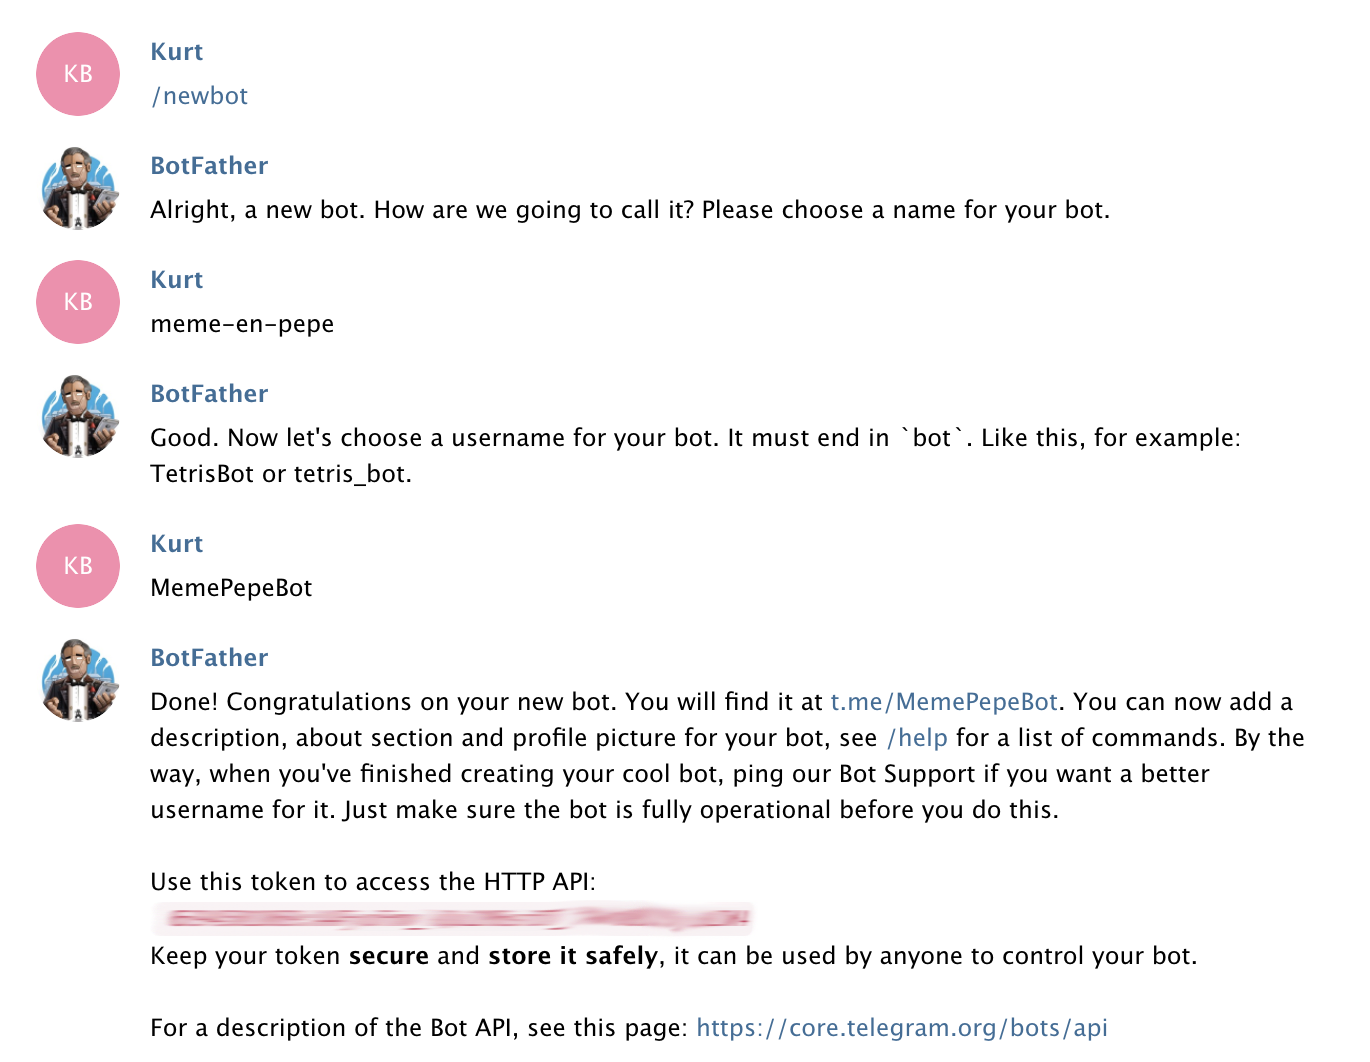 KB
Kurt
/newbot
BotFather
Alright, a new bot. How are we going to call it? Please choose a name for your bot.
KB
Kurt
meme-en-pepe
BotFather
Good. Now let's choose a username for your bot. It must end in `bot`. Like this, for example:
TetrisBot or tetris_bot.
KB
Kurt
MemePepeBot
BotFather
Done! Congratulations on your new bot. You will find it at t.me/MemePepeBot. You can now add a
description, about section and profile picture for your bot, see /help for a list of commands. By the
way, when you've finished creating your cool bot, ping our Bot Support if you want a better
username for it. Just make sure the bot is fully operational before you do this.
Use this token to access the HTTP API:
Keep your token secure and store it safely, it can be used by anyone to control your bot.
For a description of the Bot API, see this page: https://core.telegram.org/bots/api